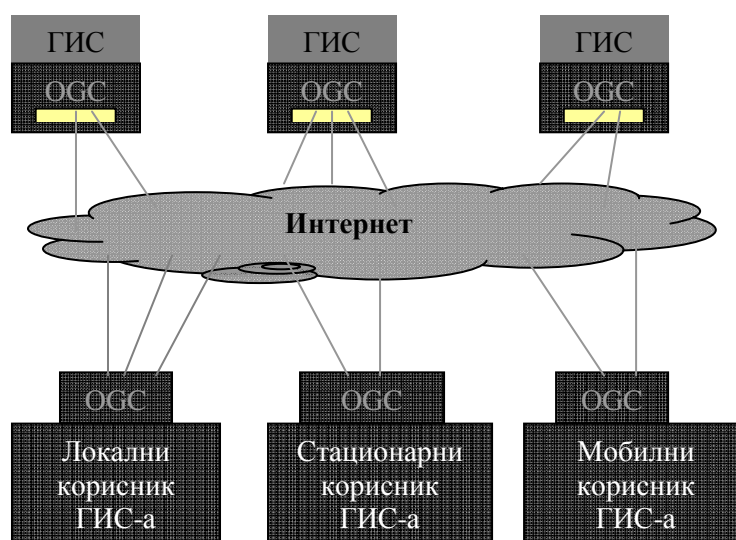 ГИС
OGC
ГИС
OGC
ГИС
OGC
Интернет
OGC
Локални
корисник
ГИС-а
OGC
Стационарни
корисник
ГИС-а
OGC
Мобилни
корисник
ГИС-а